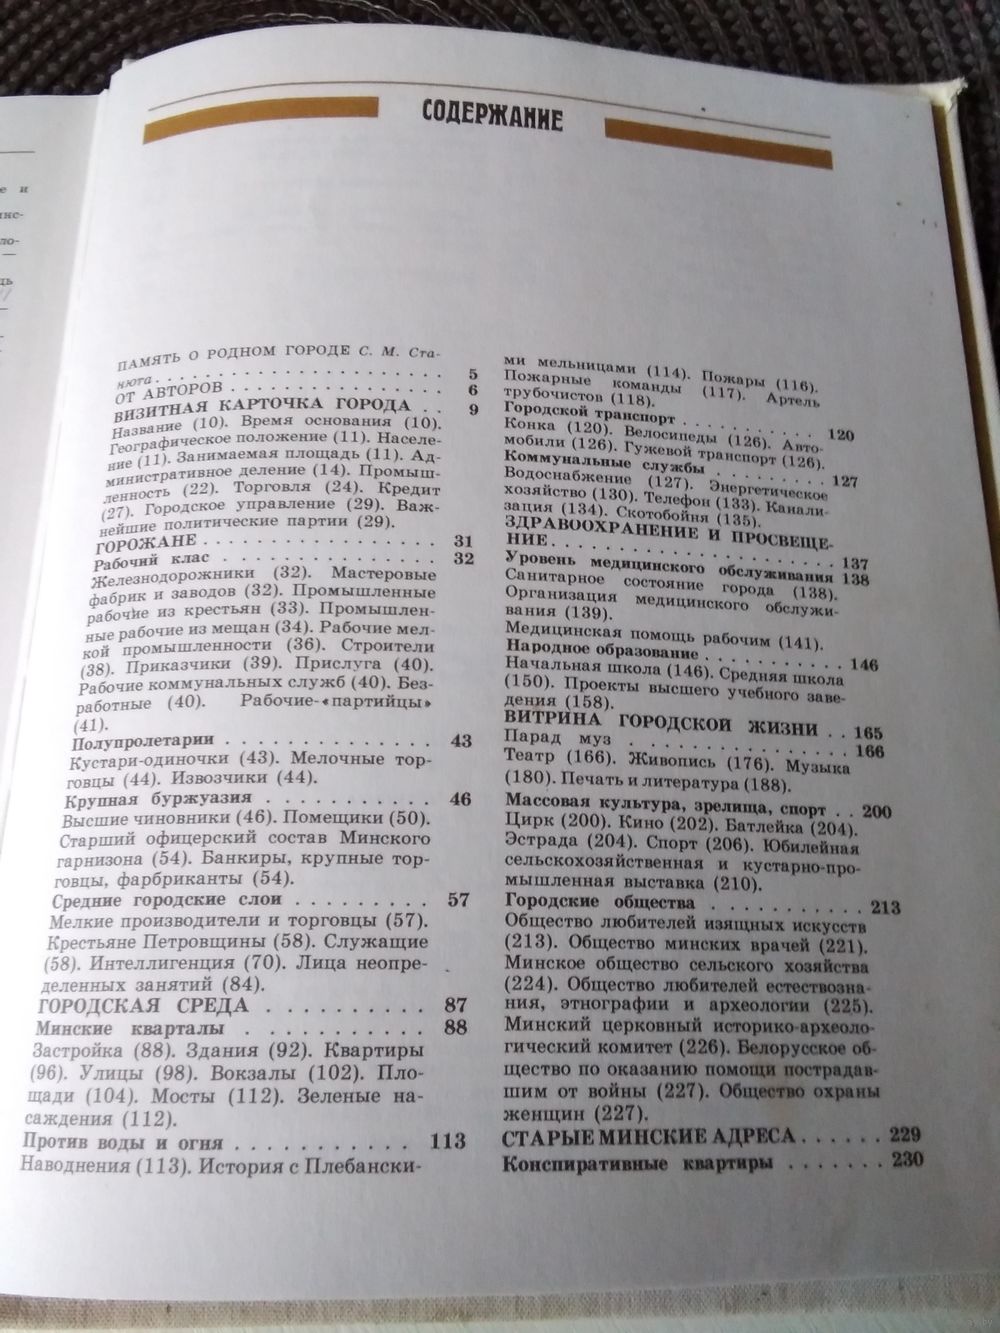 СОДЕРЖАНИЕ
ПАМЯТЬ О РОДНОМ ГОРОДЕ С. М. Ста-
нюта . . . . . . . . . . . . . . . . . . . . . 5
ОТ АВТОРОВ . . . . . . . . . . . . . . . . 6
ВИЗИТНАЯ КАРТОЧКА ГОРОДА . . 9
Название (10). Время основания (10).
Географическое положение (11). Населе-
ние (11). Занимаемая площадь (11). Ад-
министративное деление (14). Промыш-
ленность (22). Торговля (24). Кредит
(27). Городское управление (29). Важ-
нейшие политические партии (29).
ГОРОЖАНЕ . . . . . . . . . . . . . . . . . 31
Рабочий клас . . . . . . . . . . . . . . . 32
Железнодорожники (32). Мастеровые
фабрик и заводов (32). Промышленные
рабочие из крестьян (33). Промышлен-
ные рабочие из мещан (34). Рабочие мел-
кой промышленности (36). Строители
(38). Приказчики (39). Прислуга (40).
Рабочие коммунальных служб (40). Без-
работные (40). Рабочие-«партийцы»
(41).
Полупролетарии . . . . . . . . . . . . . . 43
Кустари-одиночки (43). Мелочные тор-
говцы (44). Извозчики (44).
Крупная буржуазия . . . . . . . . . . . 46
Высшие чиновники (46). Помещики (50).
Старший офицерский состав Минского
гарнизона (54). Банкиры, крупные тор-
говцы, фарбриканты (54).
Средние городские слои . . . . . . . . . 57
Мелкие производители и торговцы (57).
Крестьяне Петровщины (58). Служащие
(58). Интеллигенция (70). Лица неопре-
деленных занятий (84).
ГОРОДСКАЯ СРЕДА . . . . . . . . . . 87
Минские кварталы . . . . . . . . . . . 88
Застройка (88). Здания (92). Квартиры
(96). Улицы (98). Вокзалы (102). Пло-
щади (104). Мосты (112). Зеленые на-
саждения (112).
Против воды и огня . . . . . . . . . . . 113
Наводнения (113). История с Плебански-
ми мельницами (114). Пожары (116).
Пожарные команды (117). Артель
трубочистов (118).
Городской транспорт . . . . . . . . . . . 120
Конка (120). Велосипеды (126). Авто-
мобили (126). Гужевой транспорт (126).
Коммунальные службы . . . . . . . . . 127
Водоснабжение (127). Энергетическое
хозяйство (130). Телефон (133). Канали-
зация (134). Скотобойня (135).
ЗДРАВООХРАНЕНИЕ И ПРОСВЕЩЕ-
НИЕ. . . . . . . . . . . . . . . . . . . . . 137
Уровень медицинского обслуживания 138
Санитарное состояние города (138).
Организация медицинского обслужи-
вания (139).
Медицинская помощь рабочим (141).
Народное образование . . . . . . . . . . . 146
Начальная школа (146). Средняя школа
(150). Проекты высшего учебного заве-
дения (158).
ВИТРИНА ГОРОДСКОЙ ЖИЗНИ . . 165
Парад муз . . . . . . . . . . . . . . . . 166
Театр (166). Живопись (176). Музыка
(180). Печать и литература (188).
Массовая культура, зрелища, спорт . . 200
Цирк (200). Кино (202). Батлейка (204).
Эстрада (204). Спорт (206). Юбилейная
сельскохозяйственная и кустарно-про-
мышленная выставка (210).
Городские общества . . . . . . . . . . . 213
Общество любителей изящных искусств
(213). Общество минских врачей (221).
Минское общество сельского хозяйства
(224). Общество любителей естествозна-
ния, этнографии и археологии (225).
Минский церковный историко-археоло-
гический комитет (226). Белорусское об-
щество по оказанию помощи пострадав-
шим от войны (227). Общество охраны
женщин (227).
СТАРЫЕ МИНСКИЕ АДРЕСА . . . . . . 229
Конспиративные квартиры . . . . . . . 230